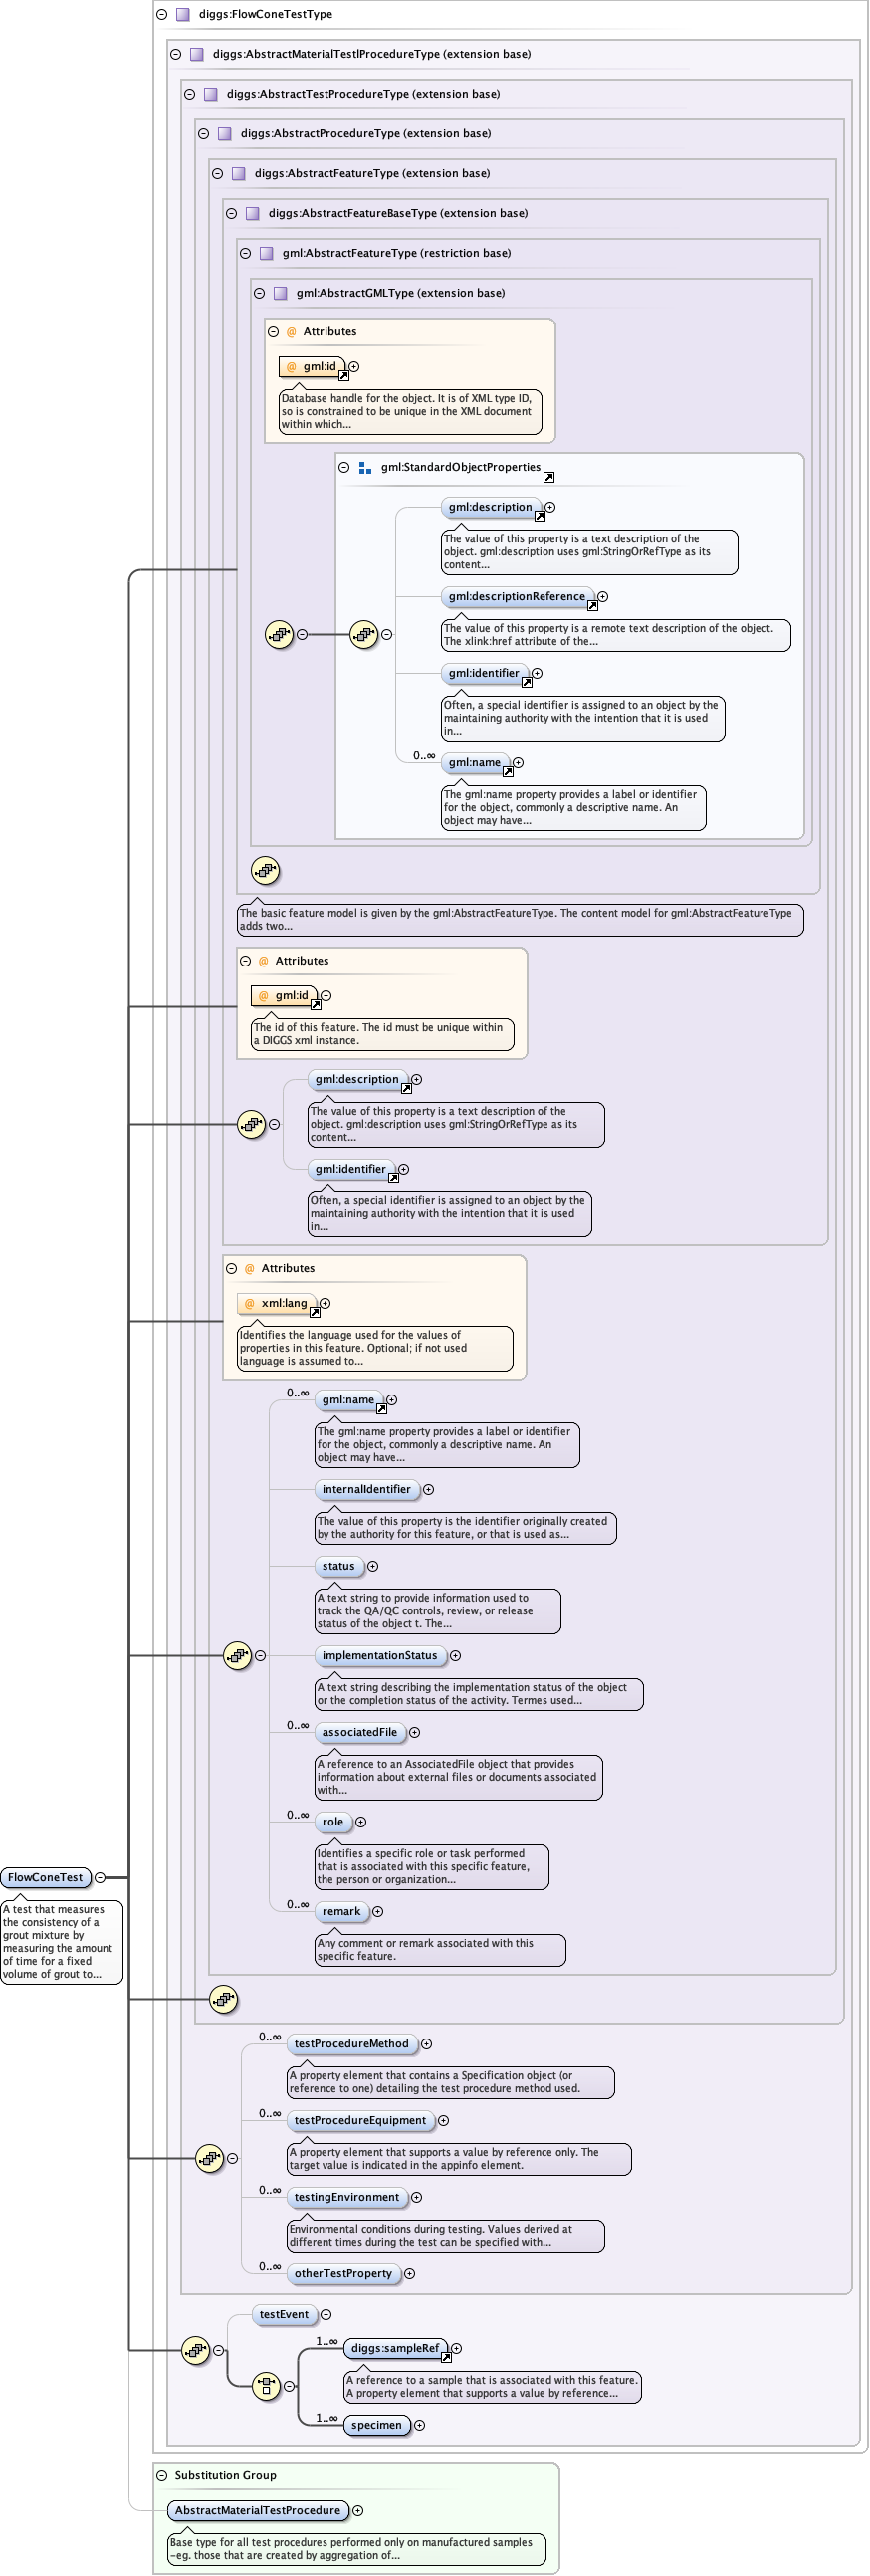 diggs:FlowConeTestType
diggs:AbstractMaterialTestlProcedureType (extension base)
diggs:AbstractTestProcedureType (extension base)
diggs:AbstractProcedureType (extension base)
diggs:AbstractFeatureType (extension base)
diggs:AbstractFeatureBaseType (extension base)
gml:AbstractFeatureType (restriction base)
gml:AbstractGMLType (extension base)
@ Attributes
@ gml:id
Database handle for the object. It is of XML type ID,
so is constrained to be unique in the XML document
within which...
gml:StandardObjectProperties
gml:description
The value of this property is a text description of the
object. gml:description uses gml:StringOrRefType as its
content...
gml:descriptionReference
The value of this property is a remote text description of the object.
The xlink:href attribute of the...
gml:identifier
Often, a special identifier is assigned to an object by the
maintaining authority with the intention that it is used
in...
0..∞
gml:name
The gml:name property provides a label or identifier
for the object, commonly a descriptive name. An
object may have...
The basic feature model is given by the gml:AbstractFeatureType. The content model for gml:AbstractFeatureType
adds two...
@ Attributes
@ gml:id
The id of this feature. The id must be unique within
a DIGGS xml instance.
gml:description
The value of this property is a text description of the
object. gml:description uses gml:StringOrRefType as its
content...
gml:identifier
Often, a special identifier is assigned to an object by the
maintaining authority with the intention that it is used
in...
@ Attributes
@ xml:lang
Identifies the language used for the values of
properties in this feature. Optional; if not used
language is assumed to...
0..∞
gml:name
The gml:name property provides a label or identifier
for the object, commonly a descriptive name. An
object may have...
internalIdentifier
The value of this property is the identifier originally created
by the authority for this feature, or that is used as...
status
A text string to provide information used to
track the QA/QC controls, review, or release
status of the object t. The...
implementationStatus
A text string describing the implementation status of the object
or the completion status of the activity. Termes used...
0..∞
associatedFile
A reference to an AssociatedFile object that provides
information about external files or documents associated
with...
0..∞
role
Identifies a specific role or task performed
that is associated with this specific feature,
the person or organization...
0..∞
remark
Any comment or remark associated with this
specific feature.
FlowConeTest
A test that measures
the consistency of a
grout mixture by
measuring the amount
of time for a fixed
volume of grout to...
0..∞
testProcedureMethod
A property element that contains a Specification object (or
reference to one) detailing the test procedure method used.
0..∞
testProcedureEquipment
A property element that supports a value by reference only. The
target value is indicated in the appinfo element.
0..∞
testingEnvironment
Environmental conditions during testing. Values derived at
different times during the test can be specified with...
0..∞
otherTestProperty
testEvent
1..∞
diggs:sampleRef
A reference to a sample that is associated with this feature.
A property element that supports a value by reference...
1..∞
specimen
Substitution Group
AbstractMaterialTestProcedure
Base type for all test procedures performed only on manufactured samples
-eg. those that are created by aggregation of...